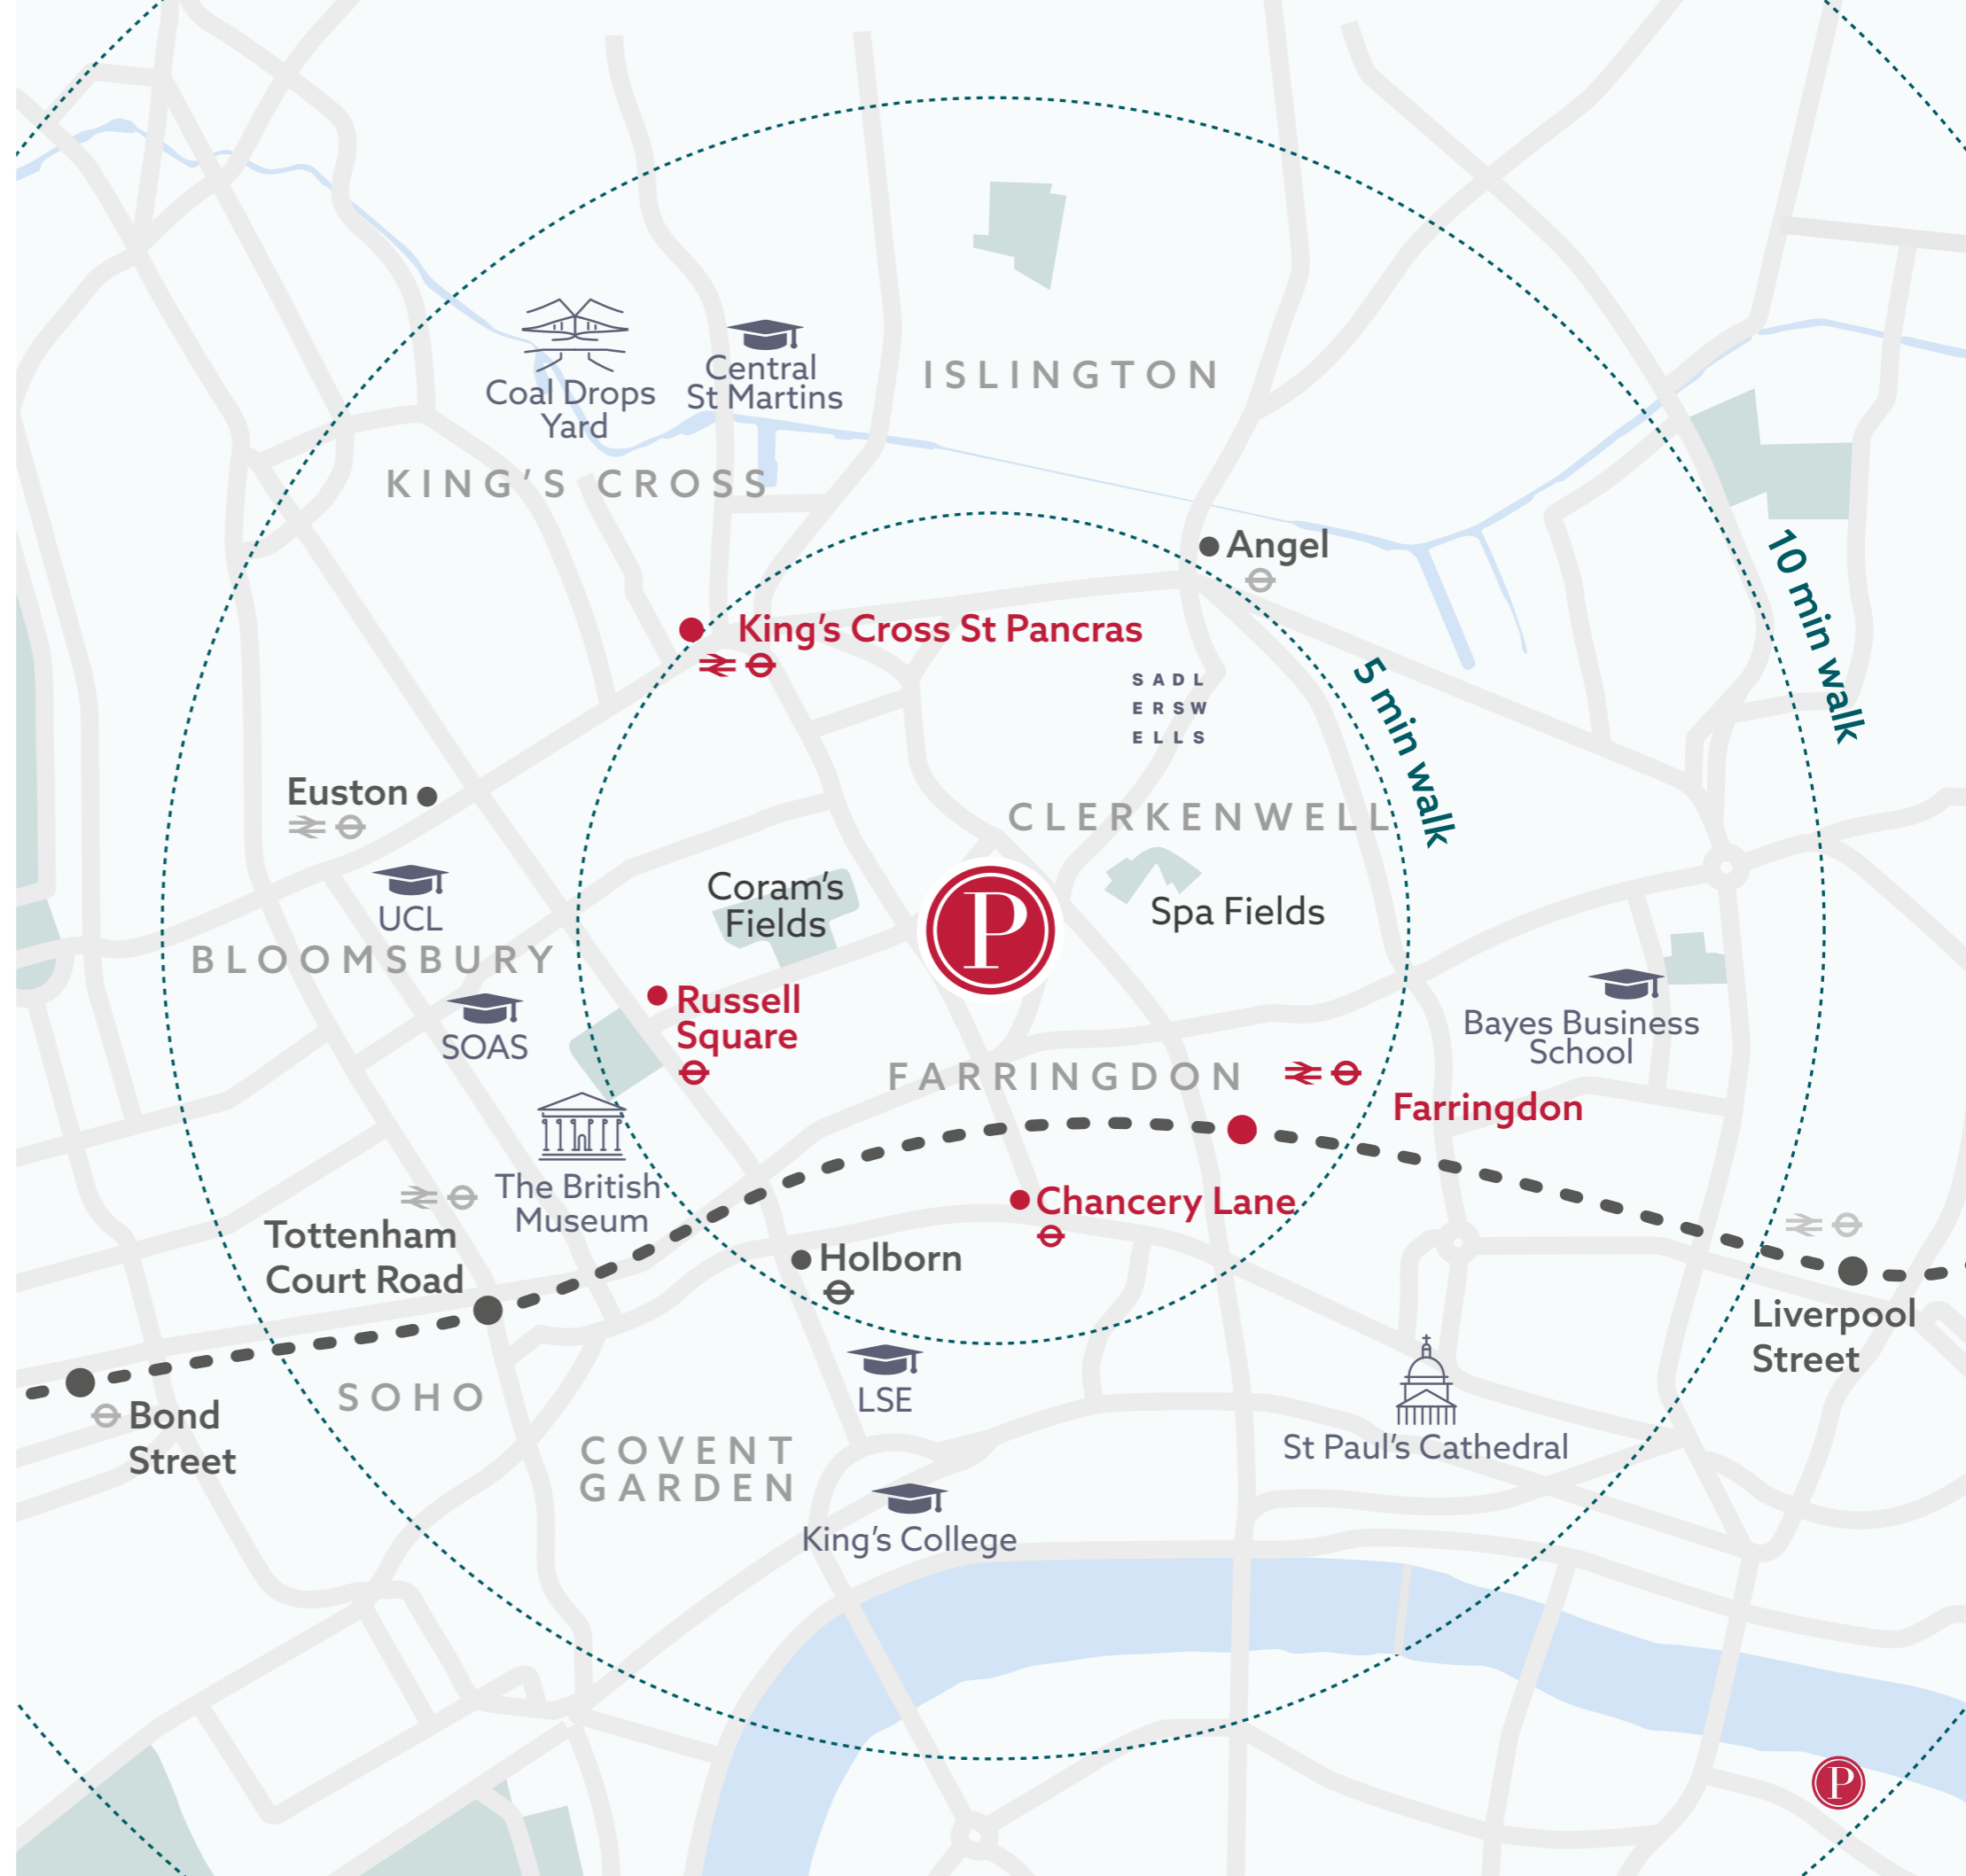 Central
St Martins
Coal Drops
Yard
ISLINGTON
KING'S CROSS
Angel
10 min walk
King's Cross St Pancras
5 min walk
SADL
ERSW
ELLS
Euston
CLERKENWELL
UCL
Coram's
Fields
P
Spa Fields
BLOOMSBURY
Russell
Square
SOAS
Bayes Business
School
FARRINGDON
Farringdon
The British
Museum
Chancery Lane
Tottenham
Court Road
Holborn
Liverpool
Street
LSE
SOHO
Bond
Street
COVENT
GARDEN
St Paul's Cathedral
King's College
P